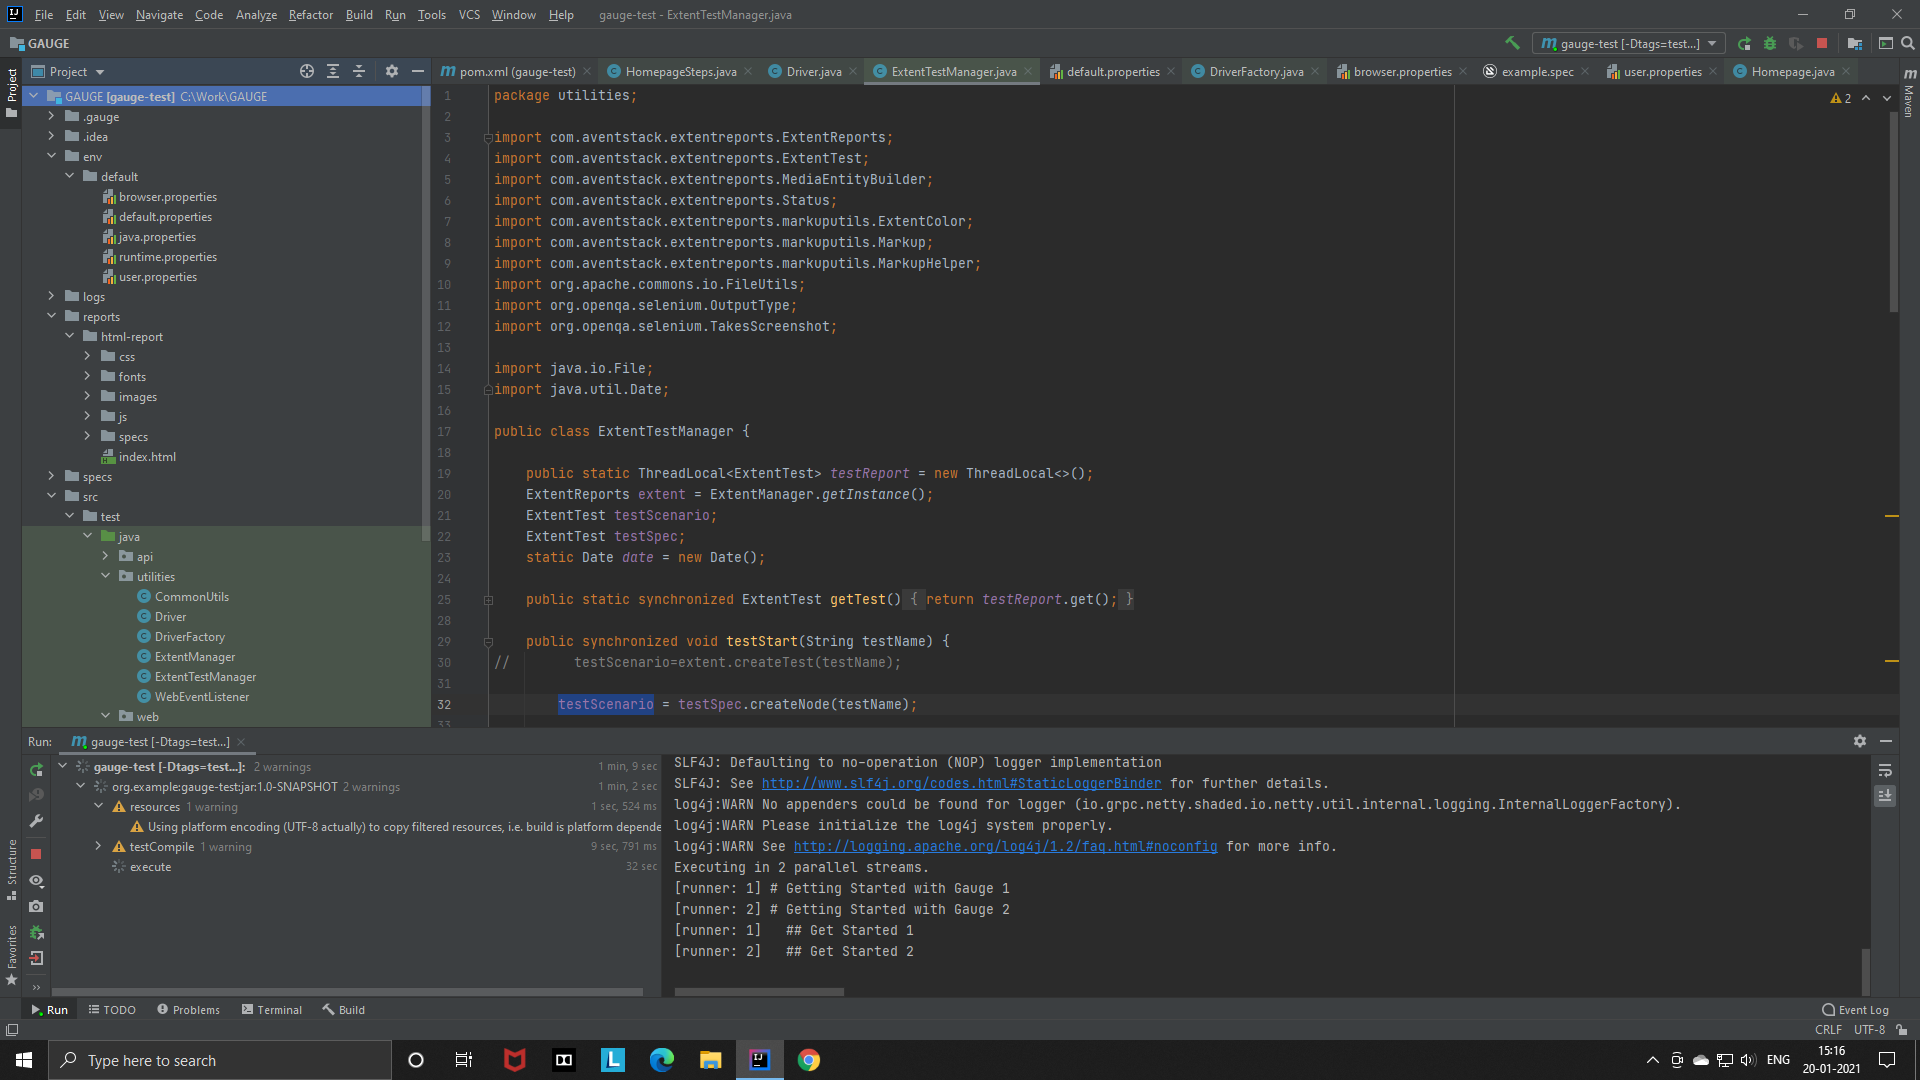 File Edit View Navigate Code Analyze Refactor Build Run Tools VCS Window Help gauge-test - ExtentTestManager.java
GAUGE
gauge-test [-Dtags=test...]
Project
pom.xml (gauge-test) HomepageSteps.java Driver.java ExtentTestManager.java default.properties DriverFactory.java browser.properties example.spec user.properties Homepage.java
Project
Maven
GAUGE [gauge-test] C:\Work\GAUGE
.gauge
.idea
env
default
browser.properties
default.properties
java.properties
runtime.properties
user.properties
logs
reports
html-report
css
fonts
images
js
specs
index.html
specs
src
test
java
api
utilities
CommonUtils
Driver
DriverFactory
ExtentManager
ExtentTestManager
WebEventListener
web
2
1 package utilities;
2
3 import com.aventstack.extentreports.ExtentReports;
4 import com.aventstack.extentreports.ExtentTest;
5 import com.aventstack.extentreports.MediaEntityBuilder;
6 import com.aventstack.extentreports.Status;
7 import com.aventstack.extentreports.markuputils.ExtentColor;
8 import com.aventstack.extentreports.markuputils.Markup;
9 import com.aventstack.extentreports.markuputils.MarkupHelper;
10 import org.apache.commons.io.FileUtils;
11 import org.openqa.selenium.OutputType;
12 import org.openqa.selenium.TakesScreenshot;
13
14 import java.io.File;
15 import java.util.Date;
16
17 public class ExtentTestManager {
18
19 public static ThreadLocal<ExtentTest> testReport = new ThreadLocal<>();
20 ExtentReports extent = ExtentManager.getInstance();
21 ExtentTest testScenario;
22 ExtentTest testSpec;
23 static Date date = new Date();
24
25 public static synchronized ExtentTest getTest() { return testReport.get(); }
28
29 public synchronized void testStart(String testName) {
30 // testScenario=extent.createTest(testName);
31
32 testScenario = testSpec.createNode(testName);
33
Run: gauge-test [-Dtags=test...]
gauge-test [-Dtags=test...]: 2 warnings 1 min, 9 sec
org.example:gauge-test:jar:1.0-SNAPSHOT 2 warnings 1 min, 2 sec
resources 1 warning 1 sec, 524 ms
Using platform encoding (UTF-8 actually) to copy filtered resources, i.e. build is platform depende
testCompile 1 warning 9 sec, 791 ms
execute 32 sec
SLF4J: Defaulting to no-operation (NOP) logger implementation
SLF4J: See http://www.slf4j.org/codes.html#StaticLoggerBinder for further details.
log4j:WARN No appenders could be found for logger (io.grpc.netty.shaded.io.netty.util.internal.logging.InternalLoggerFactory).
log4j:WARN Please initialize the log4j system properly.
log4j:WARN See http://logging.apache.org/log4j/1.2/faq.html#noconfig for more info.
Executing in 2 parallel streams.
[runner: 1] # Getting Started with Gauge 1
[runner: 2] # Getting Started with Gauge 2
[runner: 1] ## Get Started 1
[runner: 2] ## Get Started 2
Structure
Favorites
Run TODO Problems Terminal Build Event Log
CRLF UTF-8
Type here to search
ENG
15:16
20-01-2021